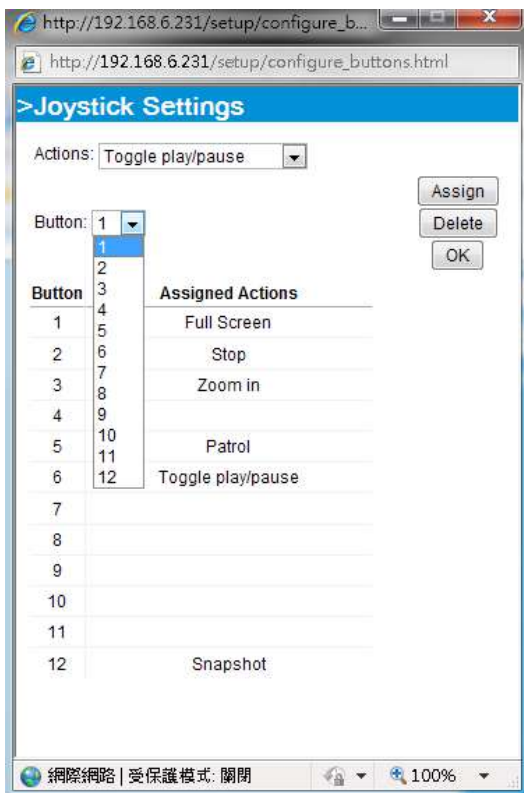 http://192.168.6.231/setup/configure_b...
http://192.168.6.231/setup/configure_buttons.html
>Joystick Settings
Actions: Toggle play/pause
Assign
Button: 1
Delete
OK
1
2
3
4
5
6
7
8
9
10
11
12
Button Assigned Actions
1 Full Screen
2 Stop
3 Zoom in
4
5 Patrol
6 Toggle play/pause
7
8
9
10
11
12 Snapshot
網際網路 | 受保護模式: 關閉 100%